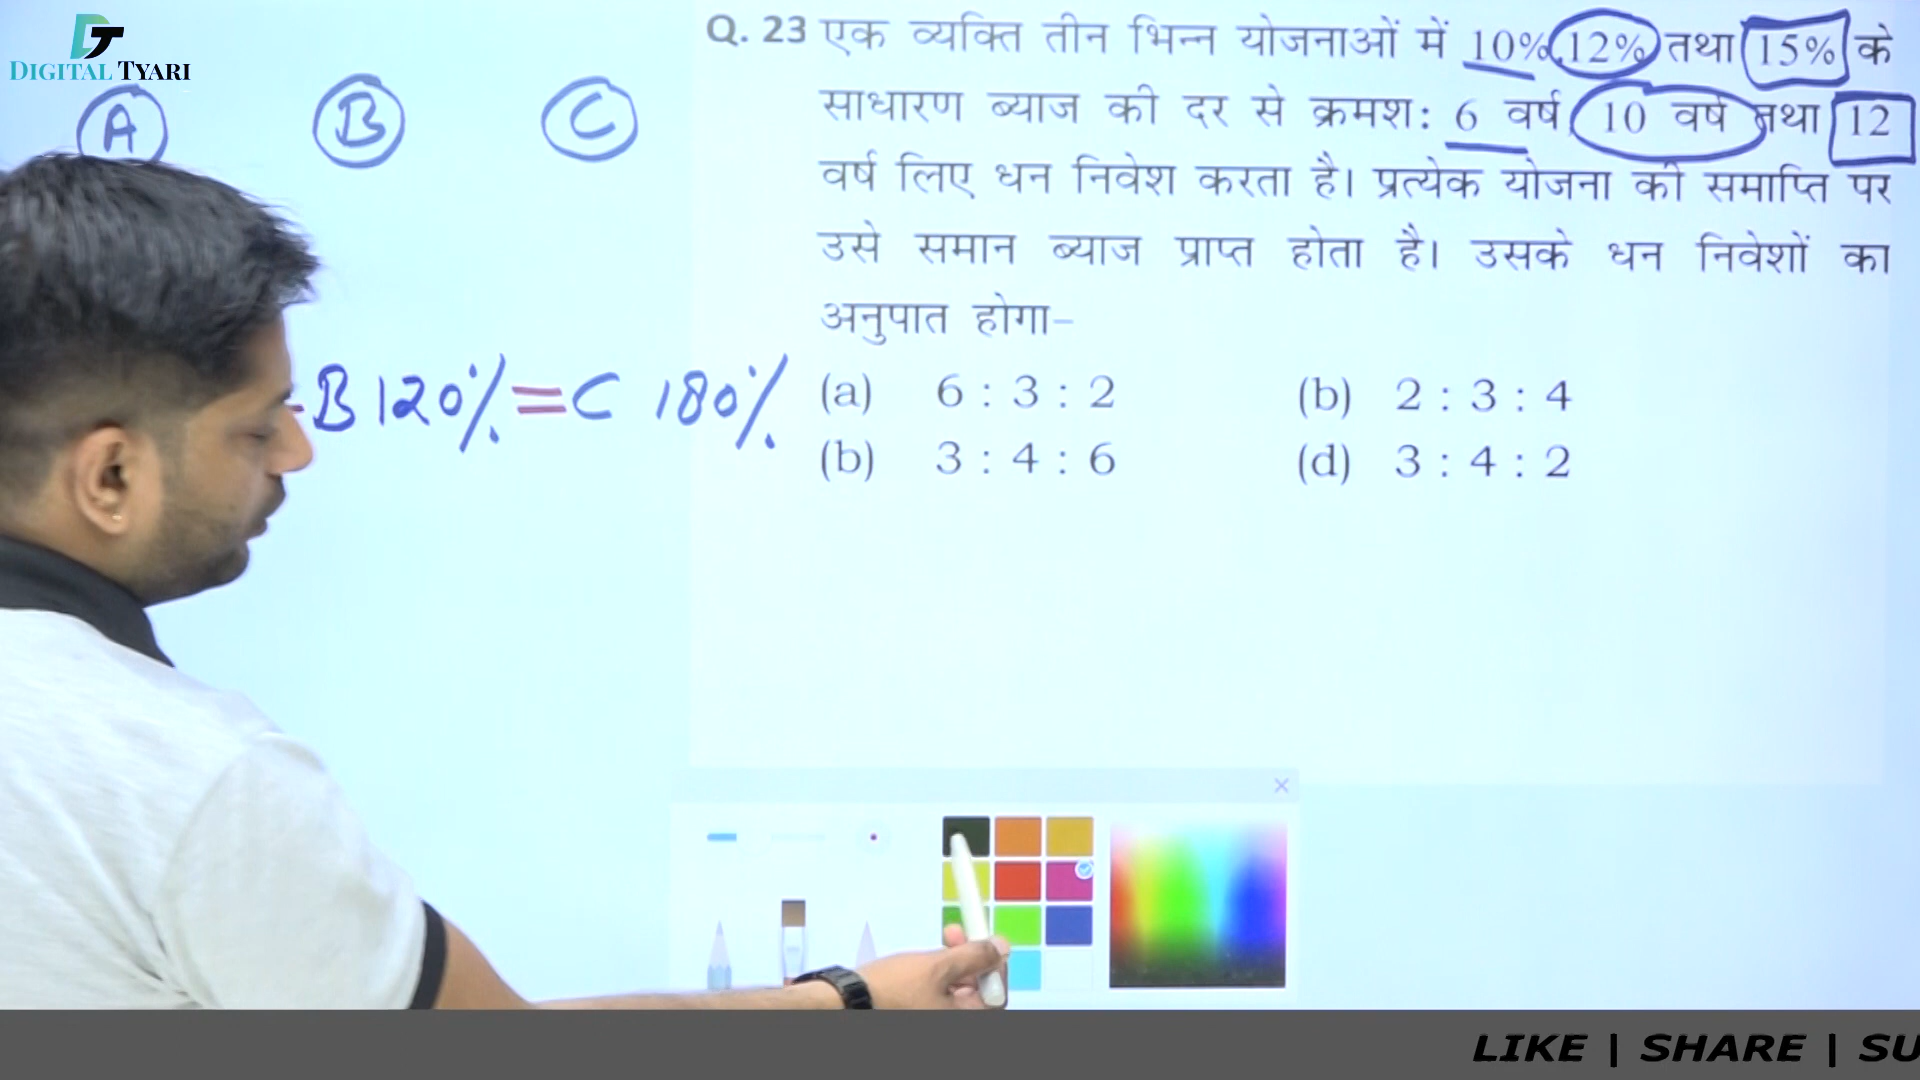 DIGITAL TYARI
Q. 23 एक व्यक्ति तीन भिन्न योजनाओं में 10% 12% तथा 15% के
साधारण ब्याज की दर से क्रमश: 6 वर्ष 10 वर्ष तथा 12
वर्ष लिए धन निवेश करता है। प्रत्येक योजना की समाप्ति पर
उसे समान ब्याज प्राप्त होता है। उसके धन निवेशों का
अनुपात होगा–
(a) 6 : 3 : 2 (b) 2 : 3 : 4
(b) 3 : 4 : 6 (d) 3 : 4 : 2
A B C
B 120% = C 180%
LIKE | SHARE | SU